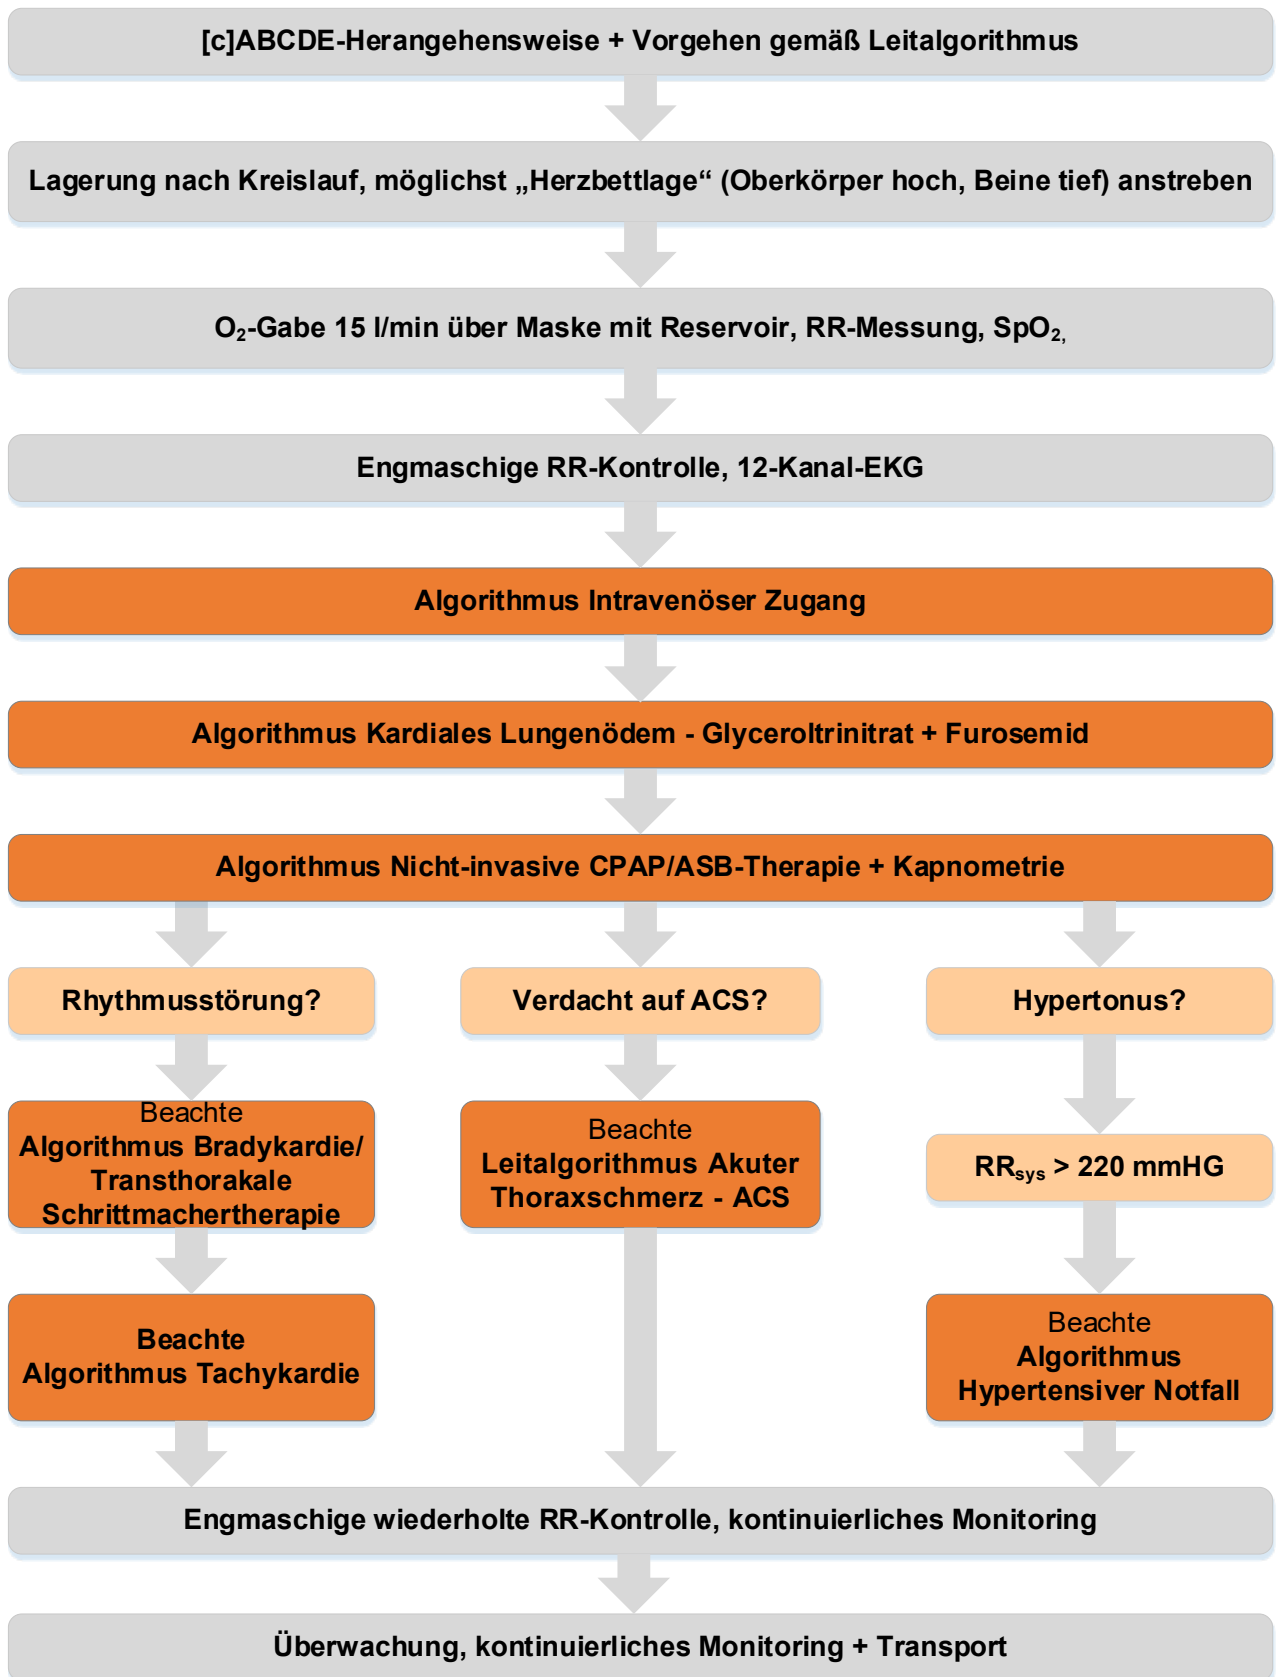 [c]ABCDE-Herangehensweise + Vorgehen gemäß Leitalgorithmus
Lagerung nach Kreislauf, möglichst „Herzbettlage“ (Oberkörper hoch, Beine tief) anstreben
O₂-Gabe 15 l/min über Maske mit Reservoir, RR-Messung, SpO₂,
Engmaschige RR-Kontrolle, 12-Kanal-EKG
Algorithmus Intravenöser Zugang
Algorithmus Kardiales Lungenödem - Glyceroltrinitrat + Furosemid
Algorithmus Nicht-invasive CPAP/ASB-Therapie + Kapnometrie
Rhythmusstörung?
Beachte
Algorithmus Bradykardie/
Transthorakale
Schrittmachertherapie
Beachte
Algorithmus Tachykardie
Verdacht auf ACS?
Beachte
Leitalgorithmus Akuter
Thoraxschmerz - ACS
Hypertonus?
RRsys > 220 mmHG
Beachte
Algorithmus
Hypertensiver Notfall
Engmaschige wiederholte RR-Kontrolle, kontinuierliches Monitoring
Überwachung, kontinuierliches Monitoring + Transport